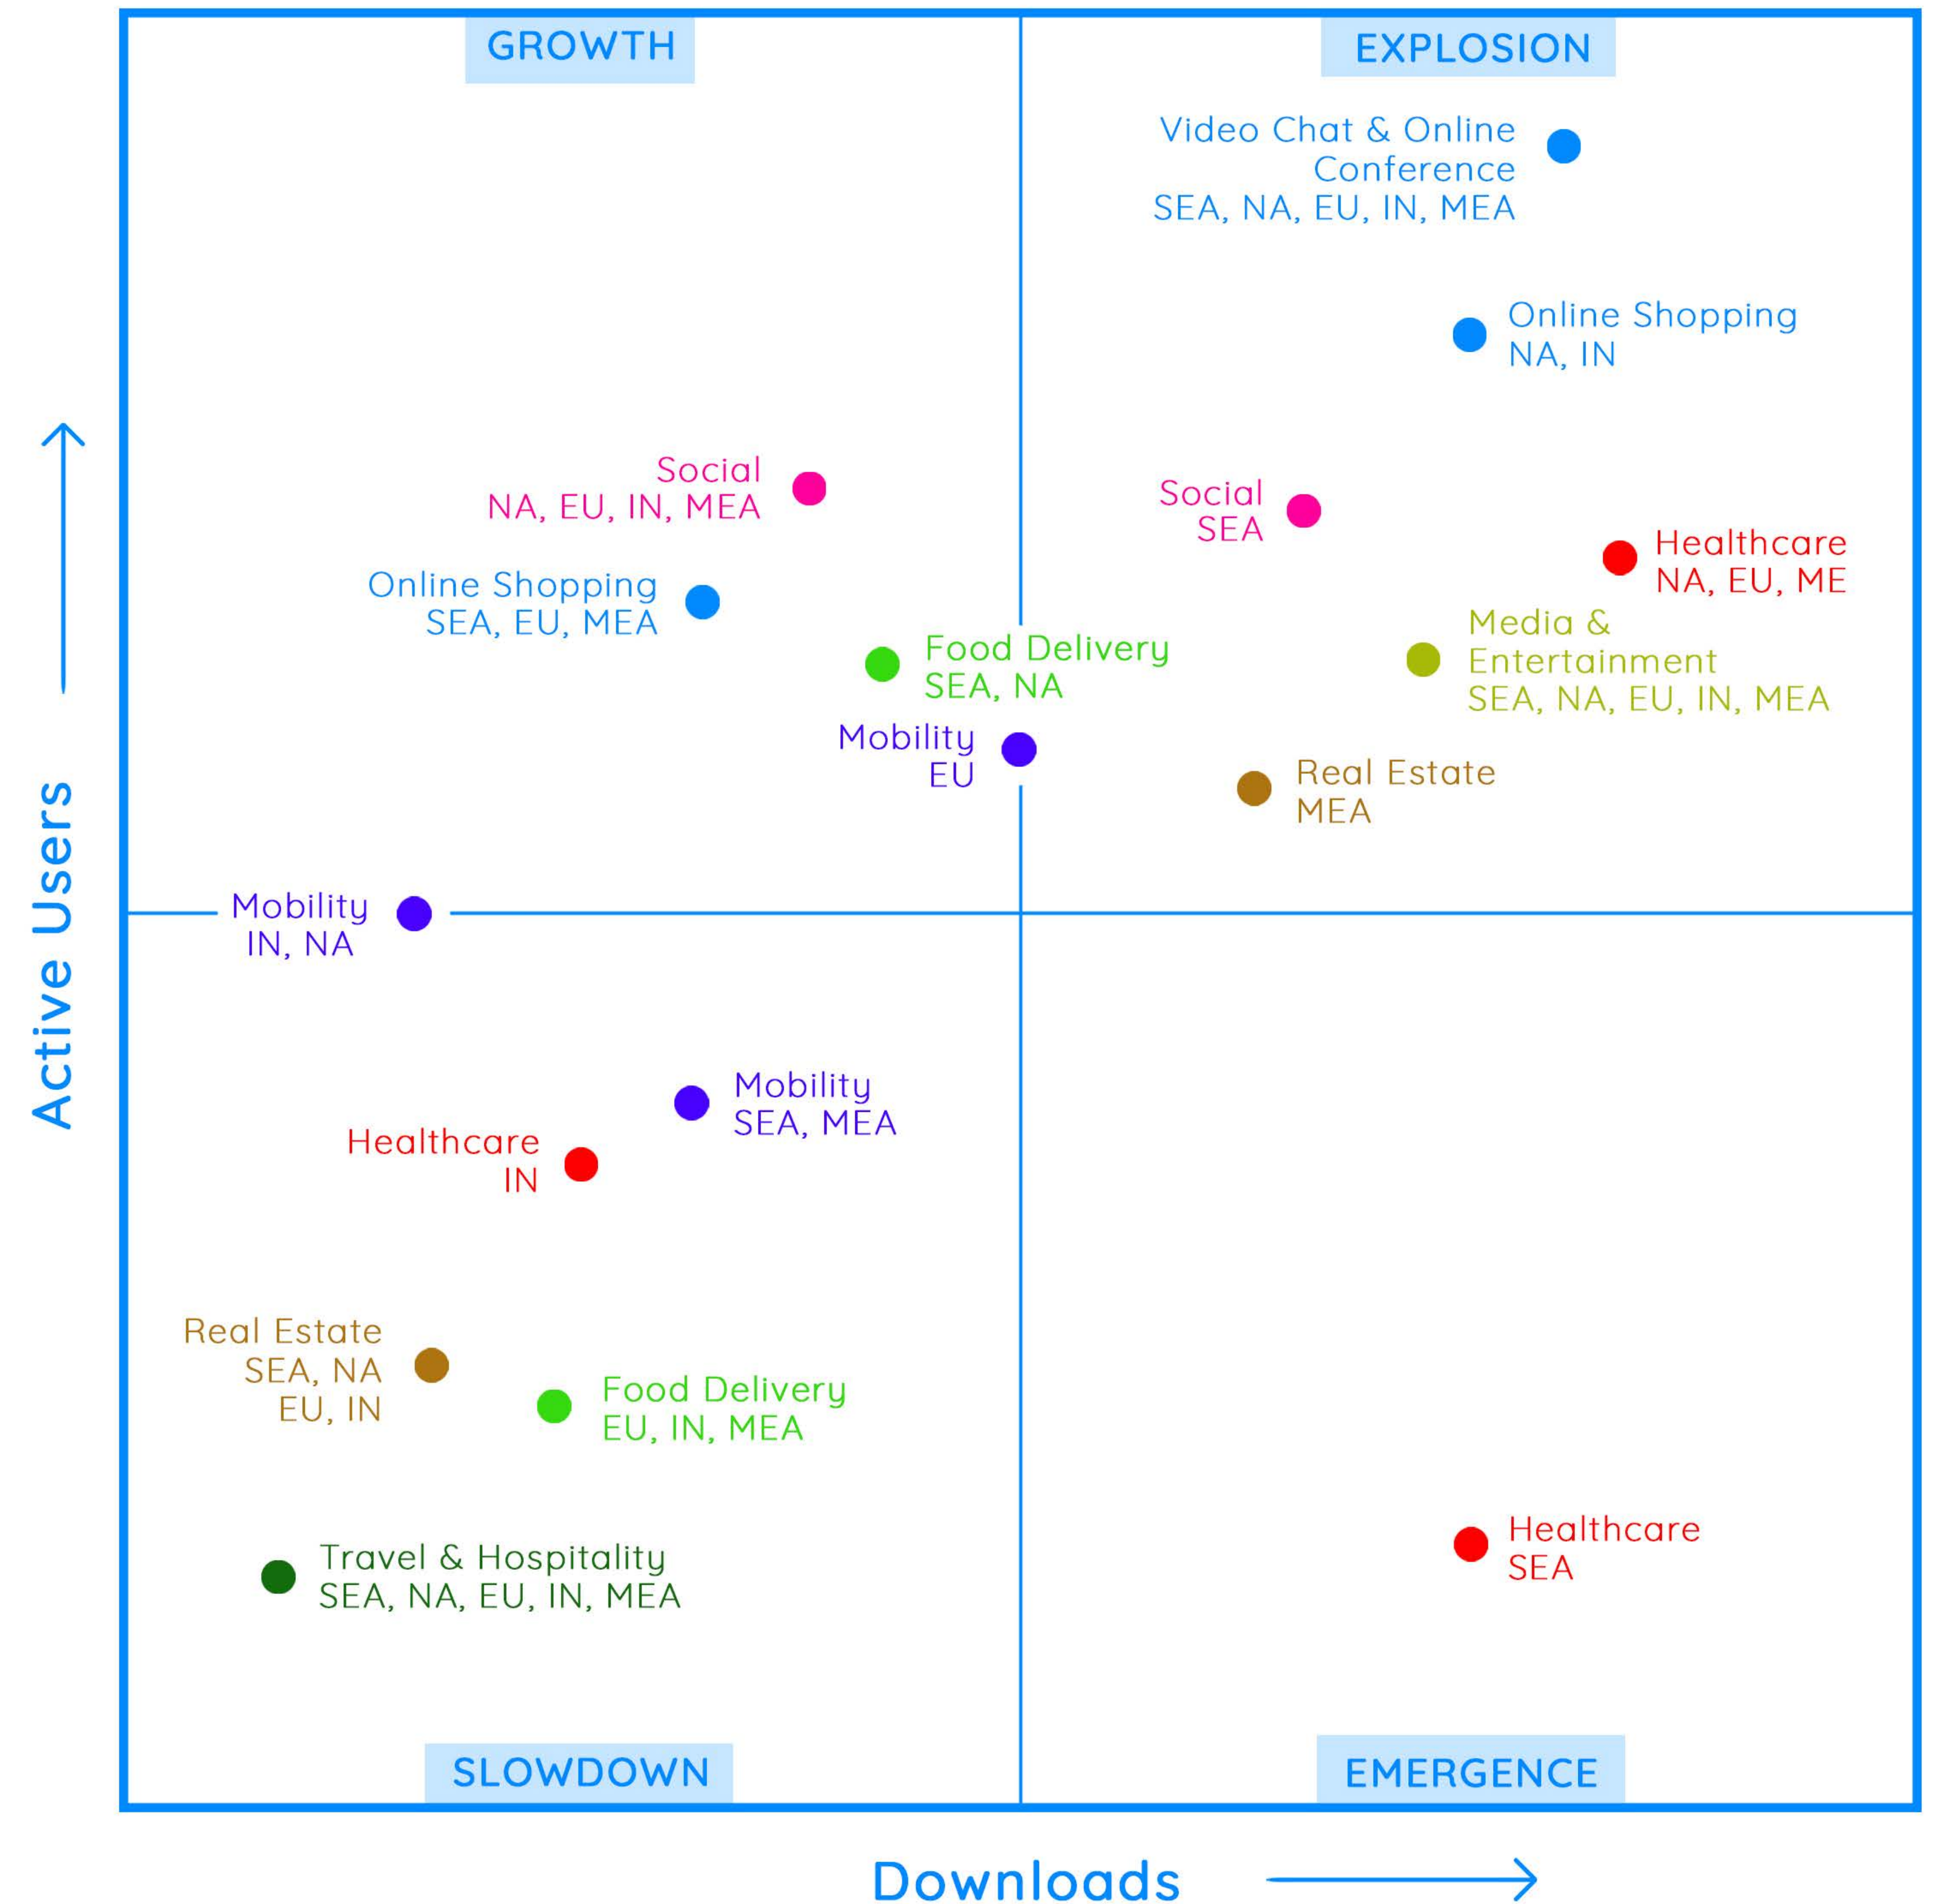 GROWTH
EXPLOSION
Video Chat & Online
Conference
SEA, NA, EU, IN, MEA
Online Shopping
NA, IN
Social
NA, EU, IN, MEA
Social
SEA
Healthcare
NA, EU, ME
Online Shopping
SEA, EU, MEA
Food Delivery
SEA, NA
Media &
Entertainment
SEA, NA, EU, IN, MEA
Mobility
EU
Real Estate
MEA
Active Users
Mobility
IN, NA
Mobility
SEA, MEA
Healthcare
IN
Real Estate
SEA, NA
EU, IN
Food Delivery
EU, IN, MEA
Travel & Hospitality
SEA, NA, EU, IN, MEA
Healthcare
SEA
SLOWDOWN
EMERGENCE
Downloads